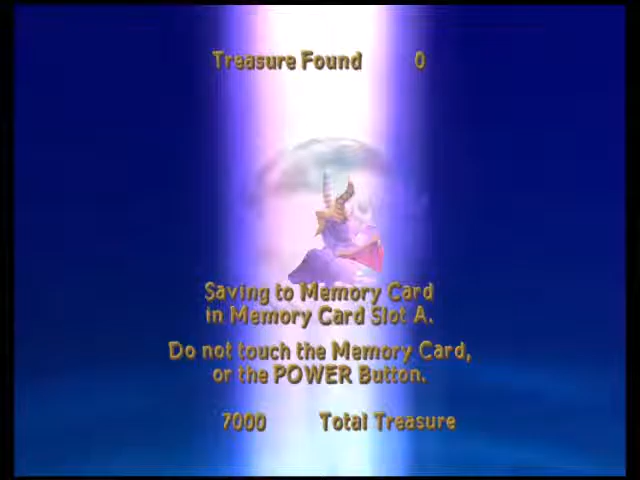 Treasure Found 0
Saving to Memory Card
in Memory Card Slot A.
Do not touch the Memory Card,
or the POWER Button.
7000 Total Treasure